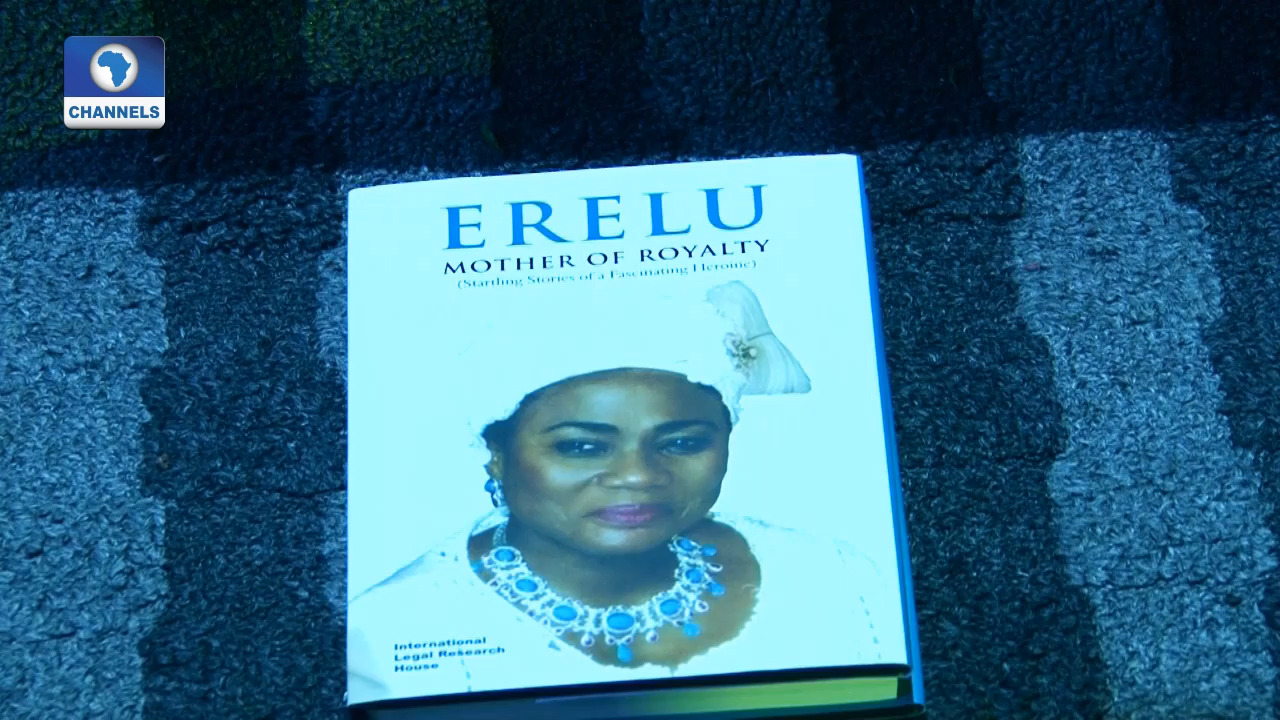 CHANNELS
ERELU
MOTHER OF ROYALTY
(Startling Stories of a Fascinating Heroine)
International
Legal Research
House